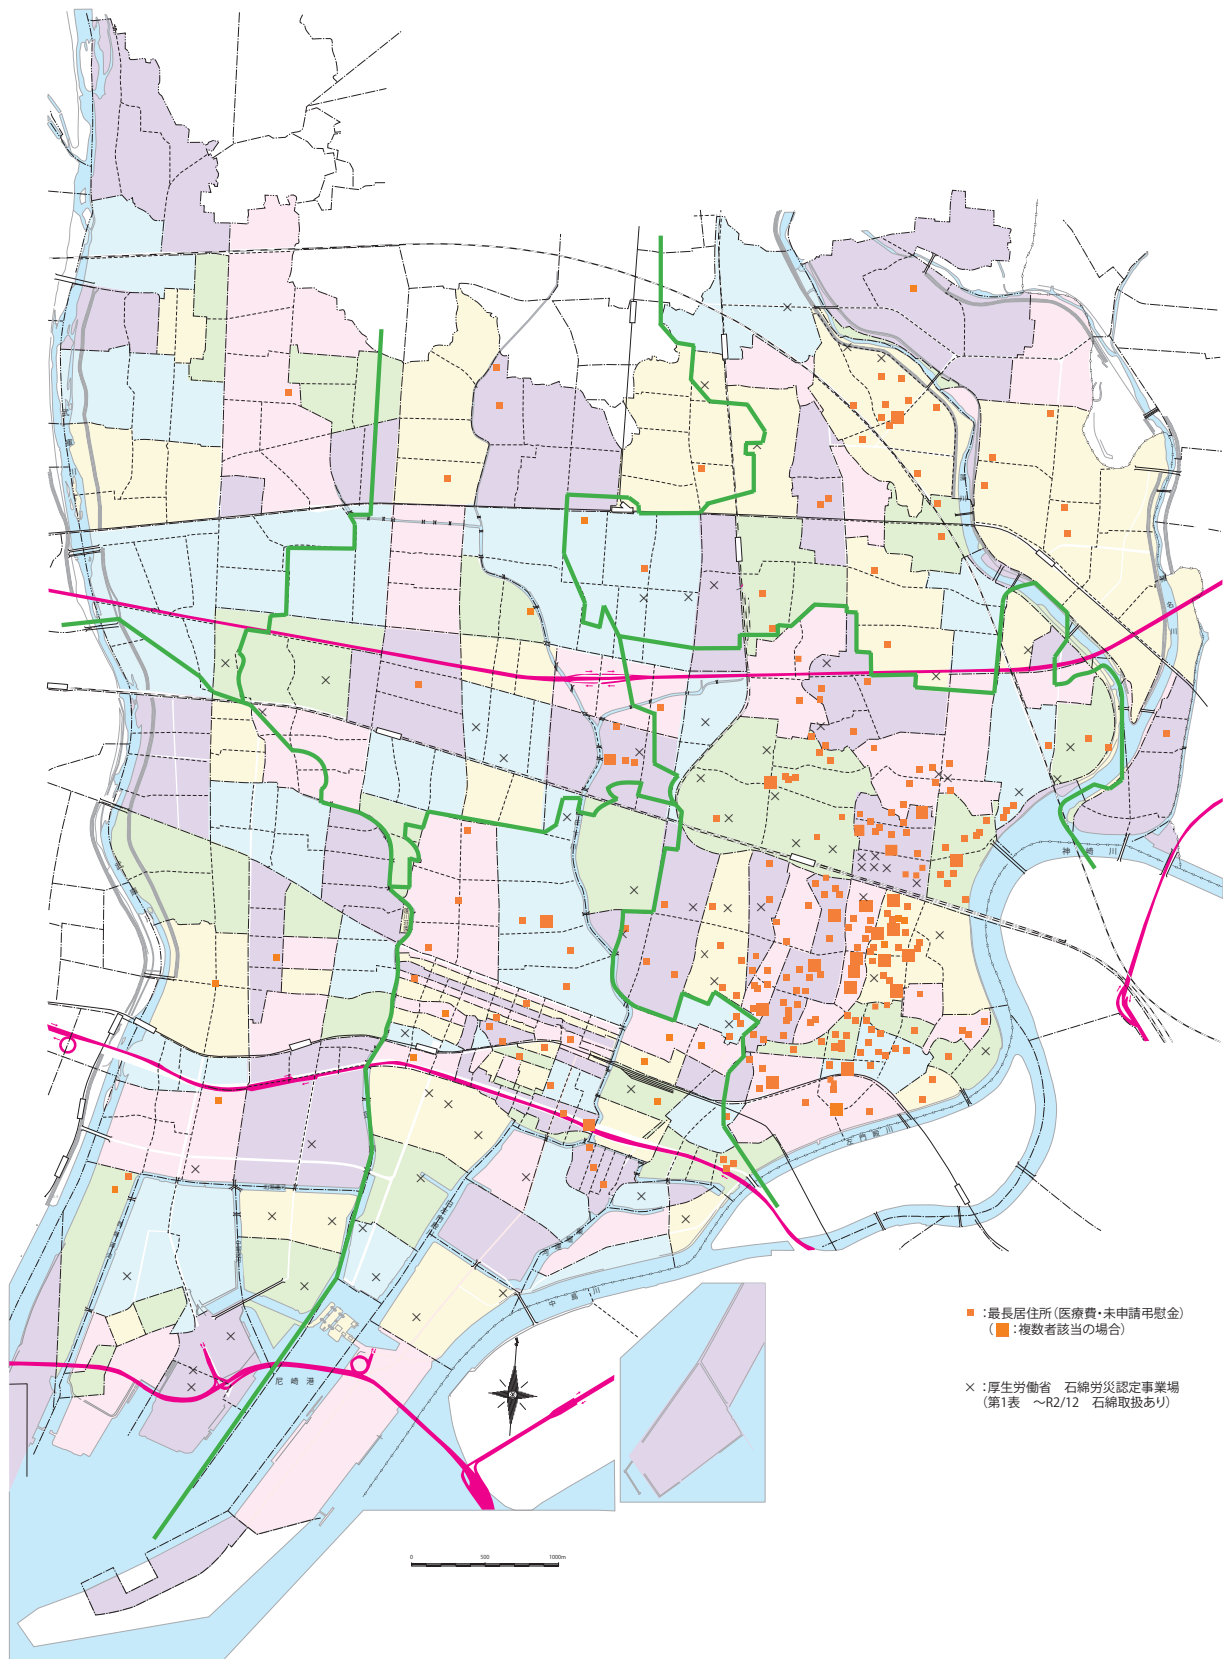 神崎川
左門殿川
中島川
尼崎港
■：最長居住所（医療費・未申請弔慰金）
（■：複数者該当の場合）
×：厚生労働省　石綿労災認定事業場
（第1表　～R2/12　石綿取扱あり）
0 500 1000m